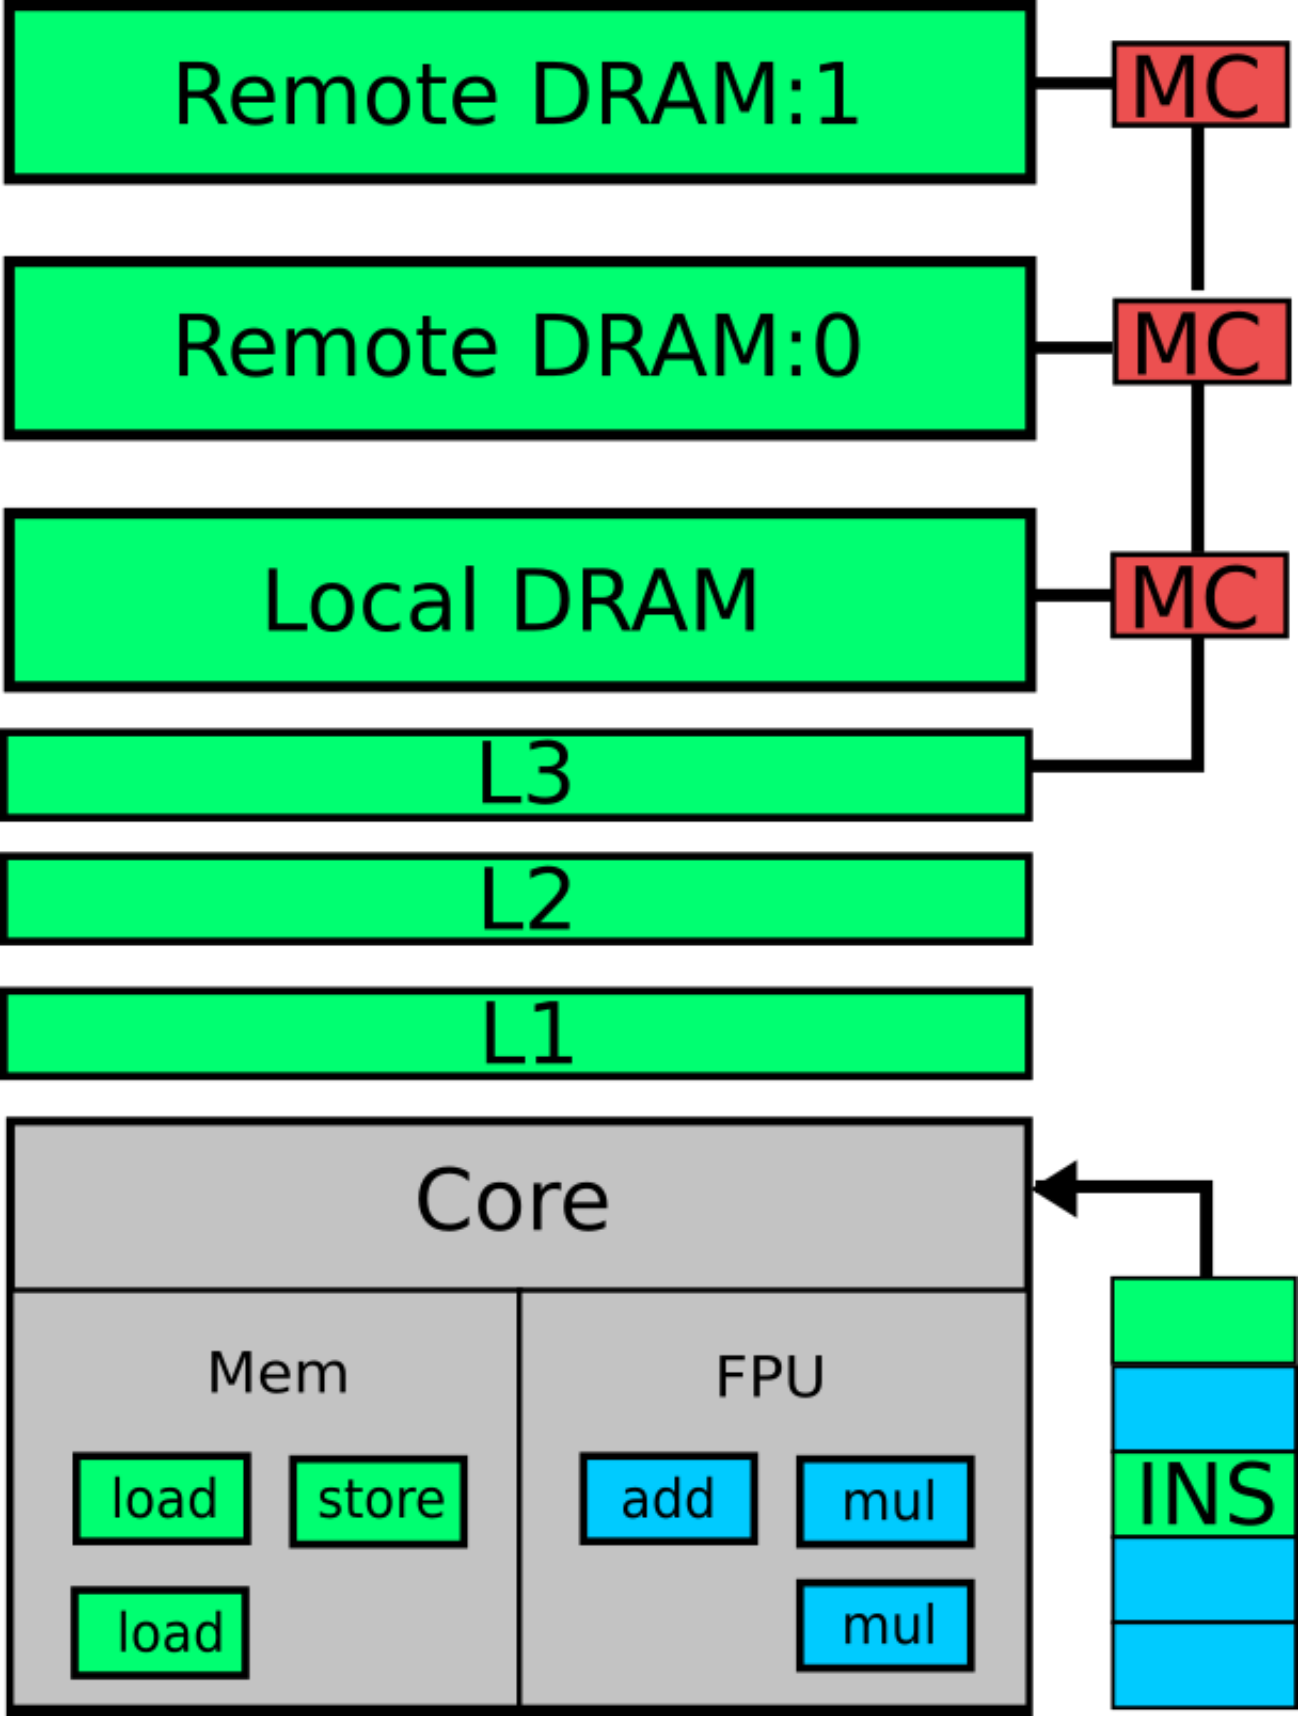 Remote DRAM:1
MC
Remote DRAM:0
MC
Local DRAM
MC
L3
L2
L1
Core
Mem
FPU
load
store
add
mul
INS
load
mul